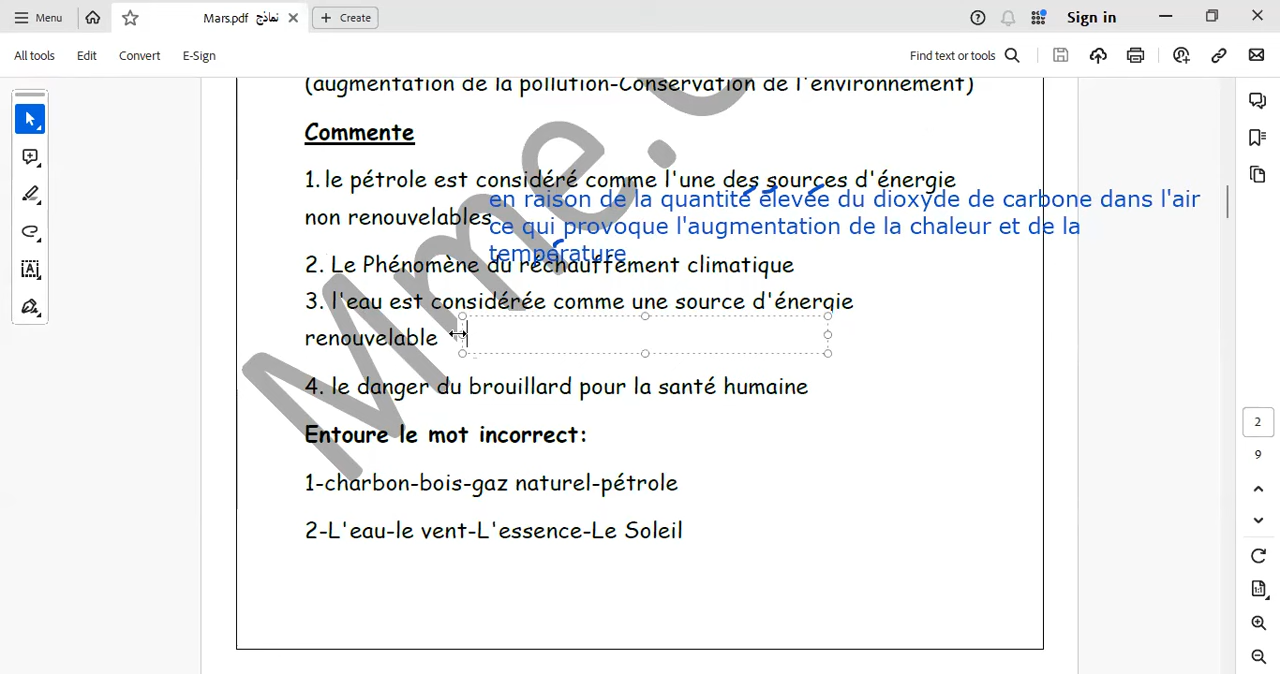 Menu
Mars.pdf نماذج
Create
Sign in
All tools
Edit
Convert
E-Sign
Find text or tools
(augmentation de la pollution-Conservation de l'environnement)
Commente
1. le pétrole est considéré comme l'une des sources d'énergie
non renouvelables
en raison de la quantité élevée du dioxyde de carbone dans l'air
ce qui provoque l'augmentation de la chaleur et de la
température
2. Le Phénomène du réchauffement climatique
3. l'eau est considérée comme une source d'énergie
renouvelable
4. le danger du brouillard pour la santé humaine
Entoure le mot incorrect:
1-charbon-bois-gaz naturel-pétrole
2-L'eau-le vent-L'essence-Le Soleil
Mme.
2
9